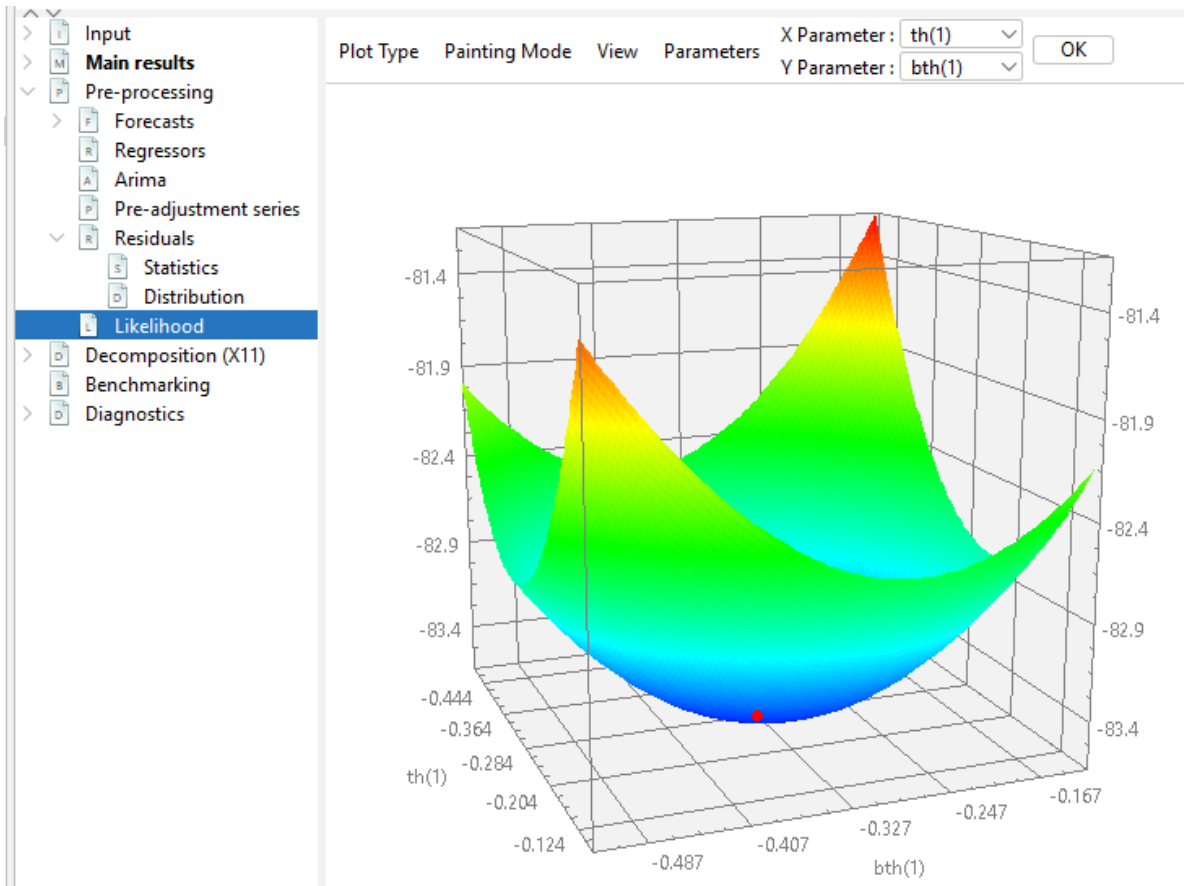 Input
Main results
Pre-processing
Forecasts
Regressors
Arima
Pre-adjustment series
Residuals
Statistics
Distribution
Likelihood
Decomposition (X11)
Benchmarking
Diagnostics
Plot Type Painting Mode View Parameters
X Parameter : th(1)
Y Parameter : bth(1)
OK
-81.4
-81.9
-82.4
-82.9
-83.4
-81.4
-81.9
-82.4
-82.9
-83.4
-0.444
-0.364
-0.284
-0.204
-0.124
th(1)
-0.487
-0.407
-0.327
-0.247
-0.167
bth(1)